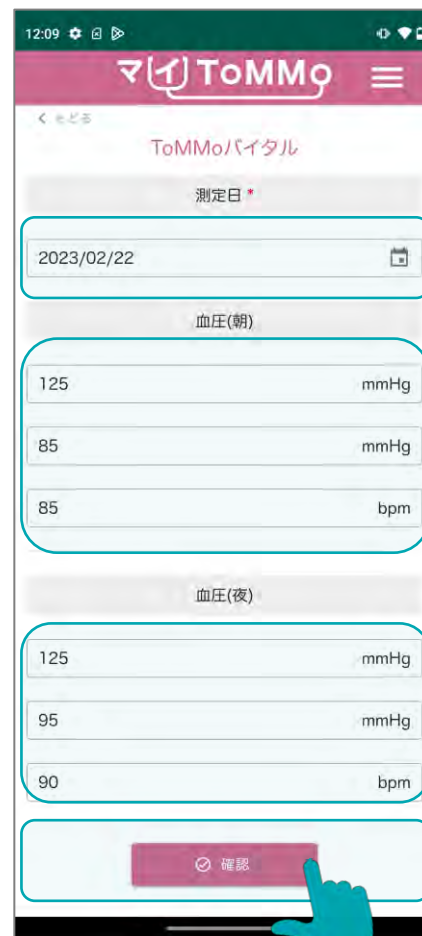 12:09
マイToMMo
もどる
ToMMoバイタル
測定日 *
2023/02/22
血圧(朝)
125 mmHg
85 mmHg
85 bpm
血圧(夜)
125 mmHg
95 mmHg
90 bpm
確認